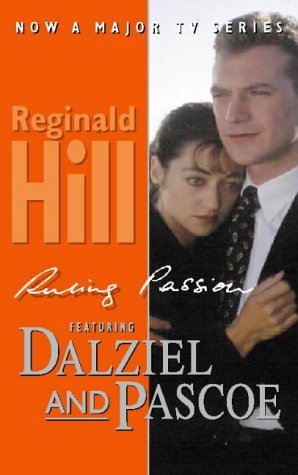 NOW A MAJOR TV SERIES
Reginald
Hill
Ruling Passion
FEATURING
DALZIEL
AND PASCOE